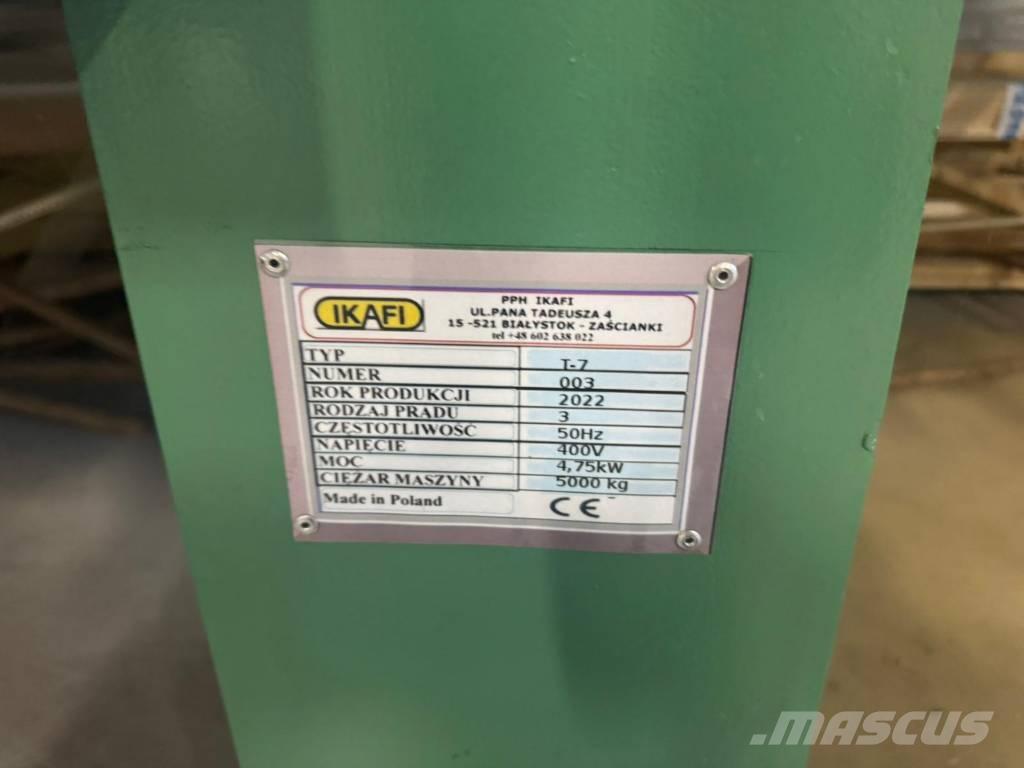 IKAFI
PPH IKAFI
UL.PANA TADEUSZA 4
15 -521 BIAŁYSTOK - ZAŚCIANKI
tel +48 602 638 022
TYP T-7
NUMER 003
ROK PRODUKCJI 2022
RODZAJ PRĄDU 3
CZĘSTOTLIWOŚĆ 50Hz
NAPIĘCIE 400V
MOC 4,75kW
CIĘŻAR MASZYNY 5000 kg
Made in Poland CE
MASCUS